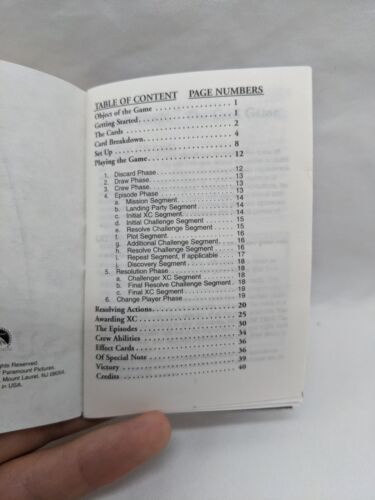 TABLE OF CONTENT PAGE NUMBERS
Object of the Game . . . . . . . . . . . . . . . . . 1
Getting Started . . . . . . . . . . . . . . . . . . . . 1
The Cards . . . . . . . . . . . . . . . . . . . . . . . . 2
Card Breakdown . . . . . . . . . . . . . . . . . . . 4
Set Up . . . . . . . . . . . . . . . . . . . . . . . . . . . 8
Playing the Game . . . . . . . . . . . . . . . . . . 12
1. Discard Phase . . . . . . . . . . . . . . . . 12
2. Draw Phase . . . . . . . . . . . . . . . . . . 13
3. Crew Phase . . . . . . . . . . . . . . . . . . 13
4. Episode Phase . . . . . . . . . . . . . . . . 13
a. Mission Segment . . . . . . . . . . . . 14
b. Landing Party Segment . . . . . . . 14
c. Initial XC Segment . . . . . . . . . . . 14
d. Initial Challenge Segment . . . . . . 14
e. Resolve Challenge Segment . . . . 15
f. Plot Segment . . . . . . . . . . . . . . . 16
g. Additional Challenge Segment . . 16
h. Resolve Challenge Segment . . . . 16
i. Repeat Segment, if applicable . . . 17
j. Discovery Segment . . . . . . . . . . . 18
5. Resolution Phase . . . . . . . . . . . . . . 18
a. Challenger XC Segment . . . . . . . 18
b. Final Resolve Challenge Segment . 18
c. Final XC Segment . . . . . . . . . . . . 19
6. Change Player Phase . . . . . . . . . . . 19
Resolving Actions . . . . . . . . . . . . . . . . . . 20
Awarding XC . . . . . . . . . . . . . . . . . . . . . . 25
The Episodes . . . . . . . . . . . . . . . . . . . . . . 30
Crew Abilities . . . . . . . . . . . . . . . . . . . . . 34
Effect Cards . . . . . . . . . . . . . . . . . . . . . . 36
Of Special Note . . . . . . . . . . . . . . . . . . . . 39
Victory . . . . . . . . . . . . . . . . . . . . . . . . . . 40
Credits . . . . . . . . . . . . . . . . . . . . . . . . . .
Rights Reserved.
Paramount Pictures.
Mount Laurel, NJ 08054.
in USA.